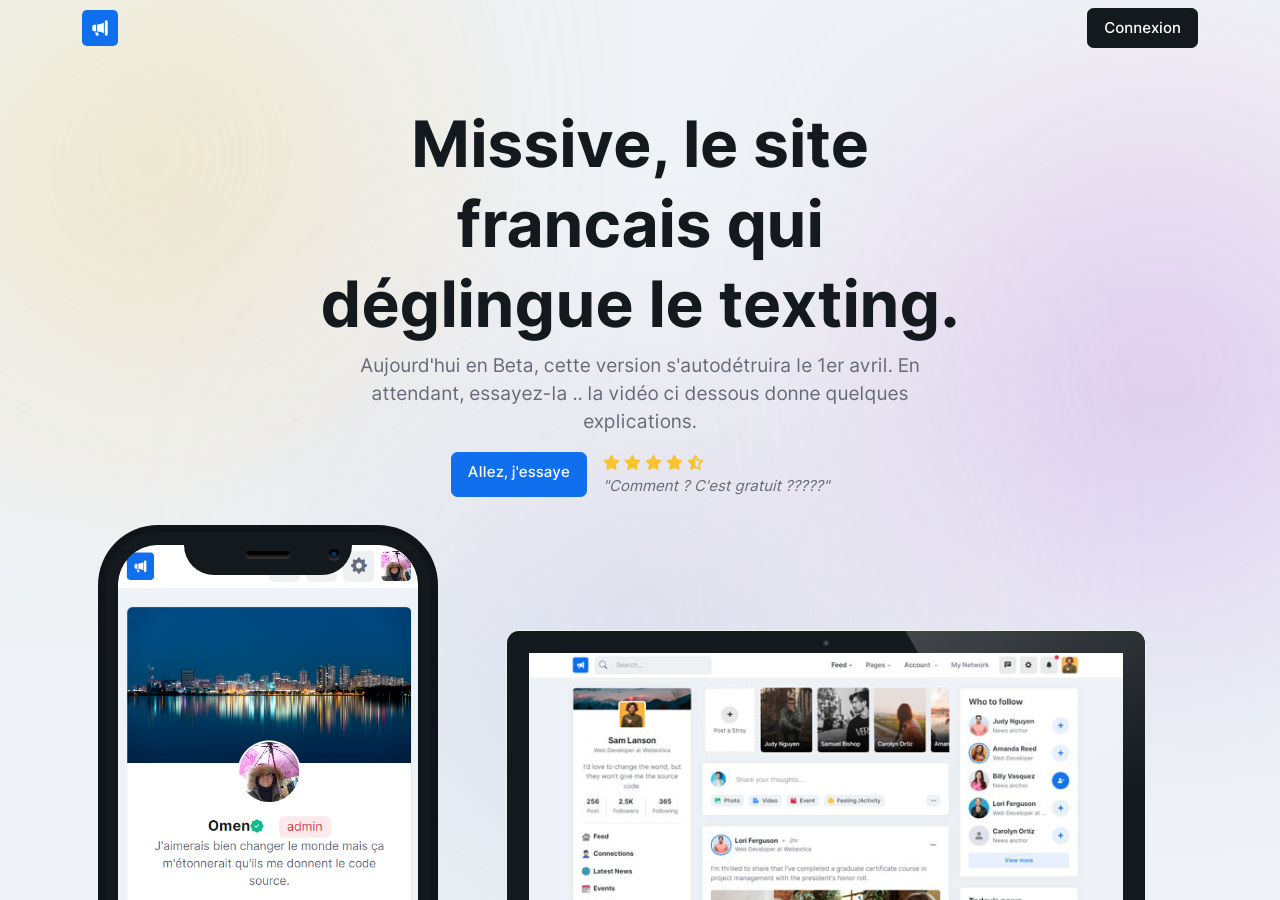 Connexion
Missive, le site
francais qui
déglingue le texting.
Aujourd'hui en Beta, cette version s'autodétruira le 1er avril. En
attendant, essayez-la .. la vidéo ci dessous donne quelques
explications.
Allez, j'essaye
"Comment ? C'est gratuit ?????"
Omen
admin
J'aimerais bien changer le monde mais ça
m'étonnerait qu'ils me donnent le code
source.
Search...
Feed
Pages
Account
My Network
Sam Lanson
Web Developer at Webestica
I'd love to change the world, but
they won't give me the source
code.
256
2.5K
365
Post
Followers
Following
Feed
Connections
Latest News
Events
Post a Stroy
Judy Nguyen
Samuel Bishop
Carolyn Ortiz
Aman
Share your thoughts...
Photo
Video
Event
Feeling /Activity
Lori Ferguson • 2hr
Web Developer at Webestica
I'm thrilled to share that I've completed a graduate certificate course in
project management with the president's honor roll.
Who to follow
Judy Nguyen
News anchor
Amanda Reed
Web Developer
Billy Vasquez
News anchor
Lori Ferguson
Web Developer at ...
Carolyn Ortiz
News anchor
View more
Today's news